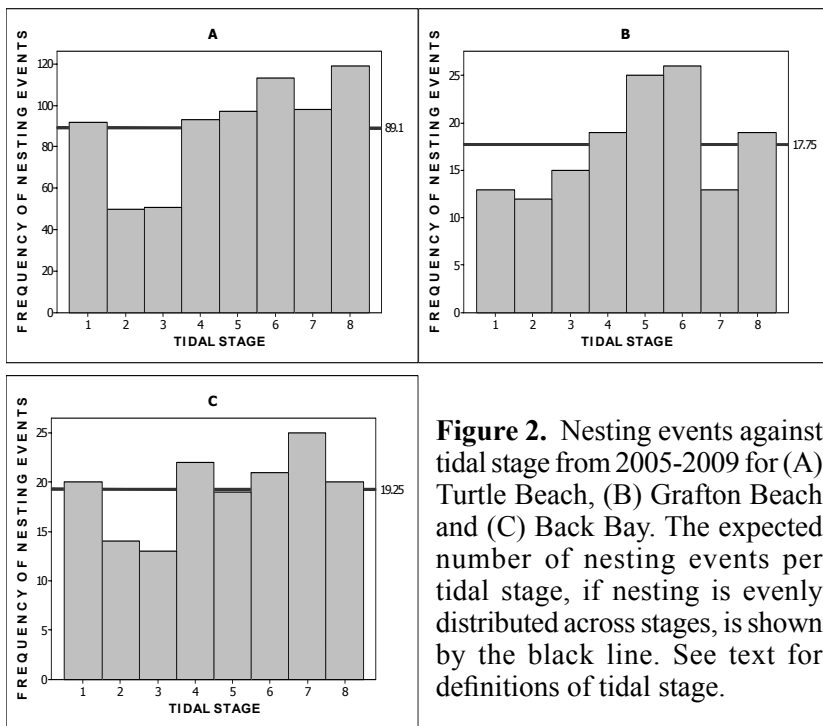 A
FREQUENCY OF NESTING EVENTS
120
100
80
60
40
20
0
89.1
1 2 3 4 5 6 7 8
TIDAL STAGE
B
FREQUENCY OF NESTING EVENTS
25
20
15
10
5
0
17.75
1 2 3 4 5 6 7 8
TIDAL STAGE
C
FREQUENCY OF NESTING EVENTS
25
20
15
10
5
0
19.25
1 2 3 4 5 6 7 8
TIDAL STAGE
Figure 2. Nesting events against
tidal stage from 2005-2009 for (A)
Turtle Beach, (B) Grafton Beach
and (C) Back Bay. The expected
number of nesting events per
tidal stage, if nesting is evenly
distributed across stages, is shown
by the black line. See text for
definitions of tidal stage.